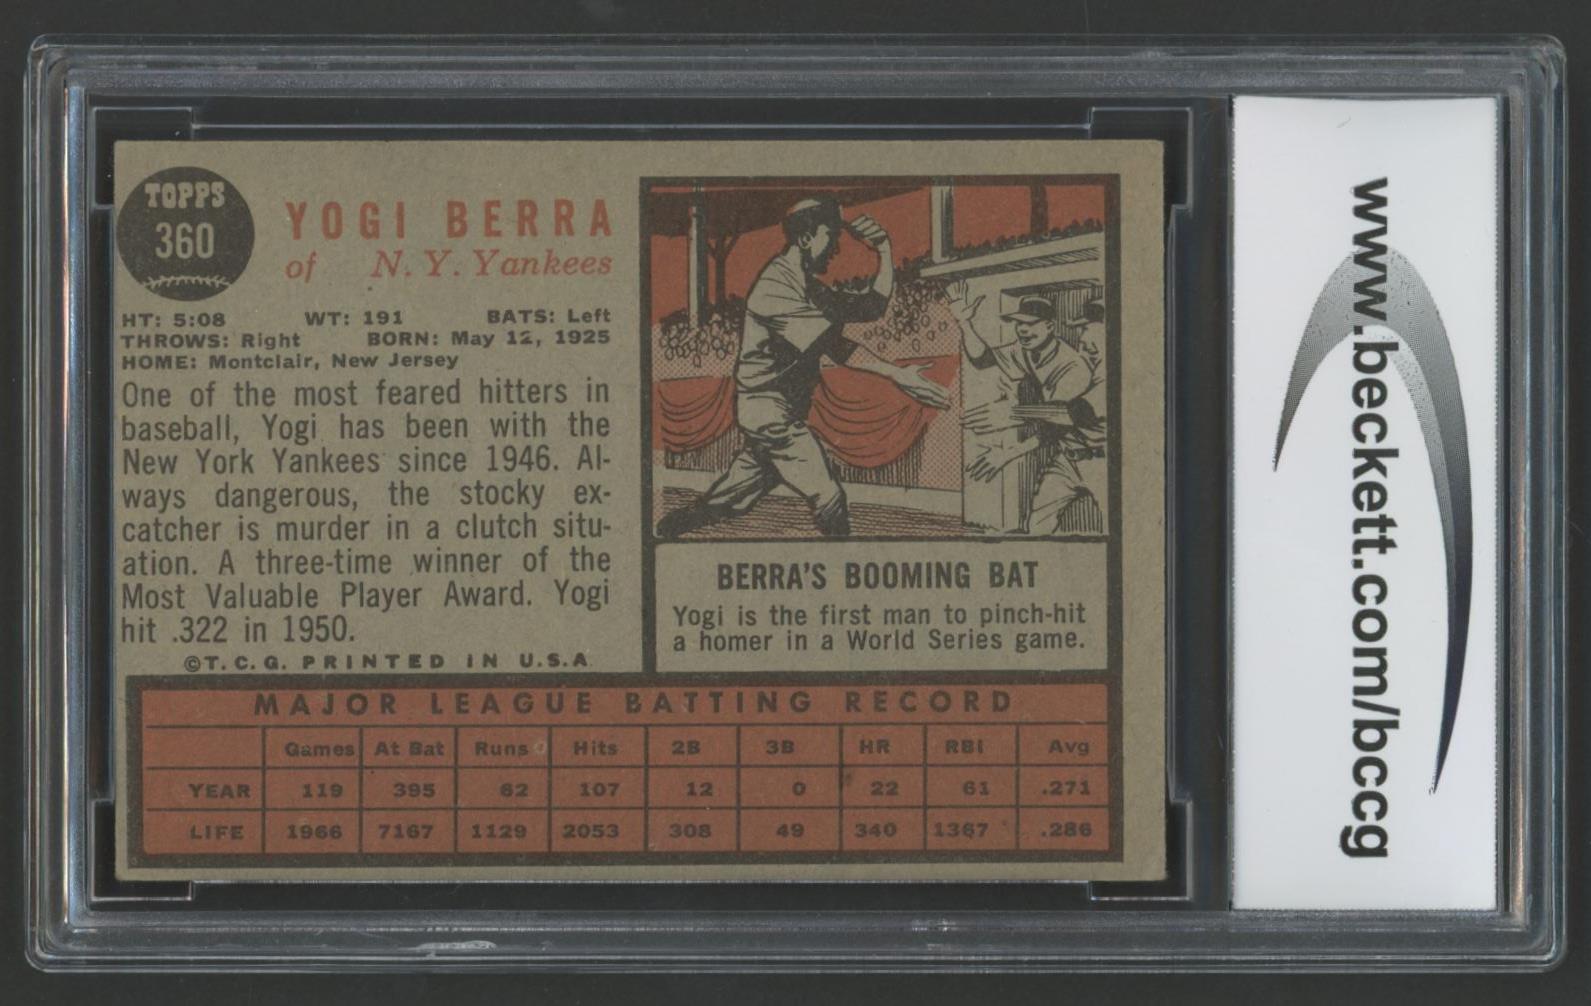 TOPPS
360
YOGI BERRA
of N. Y. Yankees
HT: 5:08 WT: 191 BATS: Left
THROWS: Right BORN: May 12, 1925
HOME: Montclair, New Jersey
One of the most feared hitters in
baseball, Yogi has been with the
New York Yankees since 1946. Al-
ways dangerous, the stocky ex-
catcher is murder in a clutch situ-
ation. A three-time winner of the
Most Valuable Player Award. Yogi
hit .322 in 1950.
©T. C. G. PRINTED IN U.S.A.
BERRA'S BOOMING BAT
Yogi is the first man to pinch-hit
a homer in a World Series game.
MAJOR LEAGUE BATTING RECORD
Games At Bat Runs Hits 2B 3B HR RBI Avg
YEAR 119 395 62 107 12 0 22 61 .271
LIFE 1966 7167 1129 2053 308 49 340 1367 .286
www.beckett.com/bccg